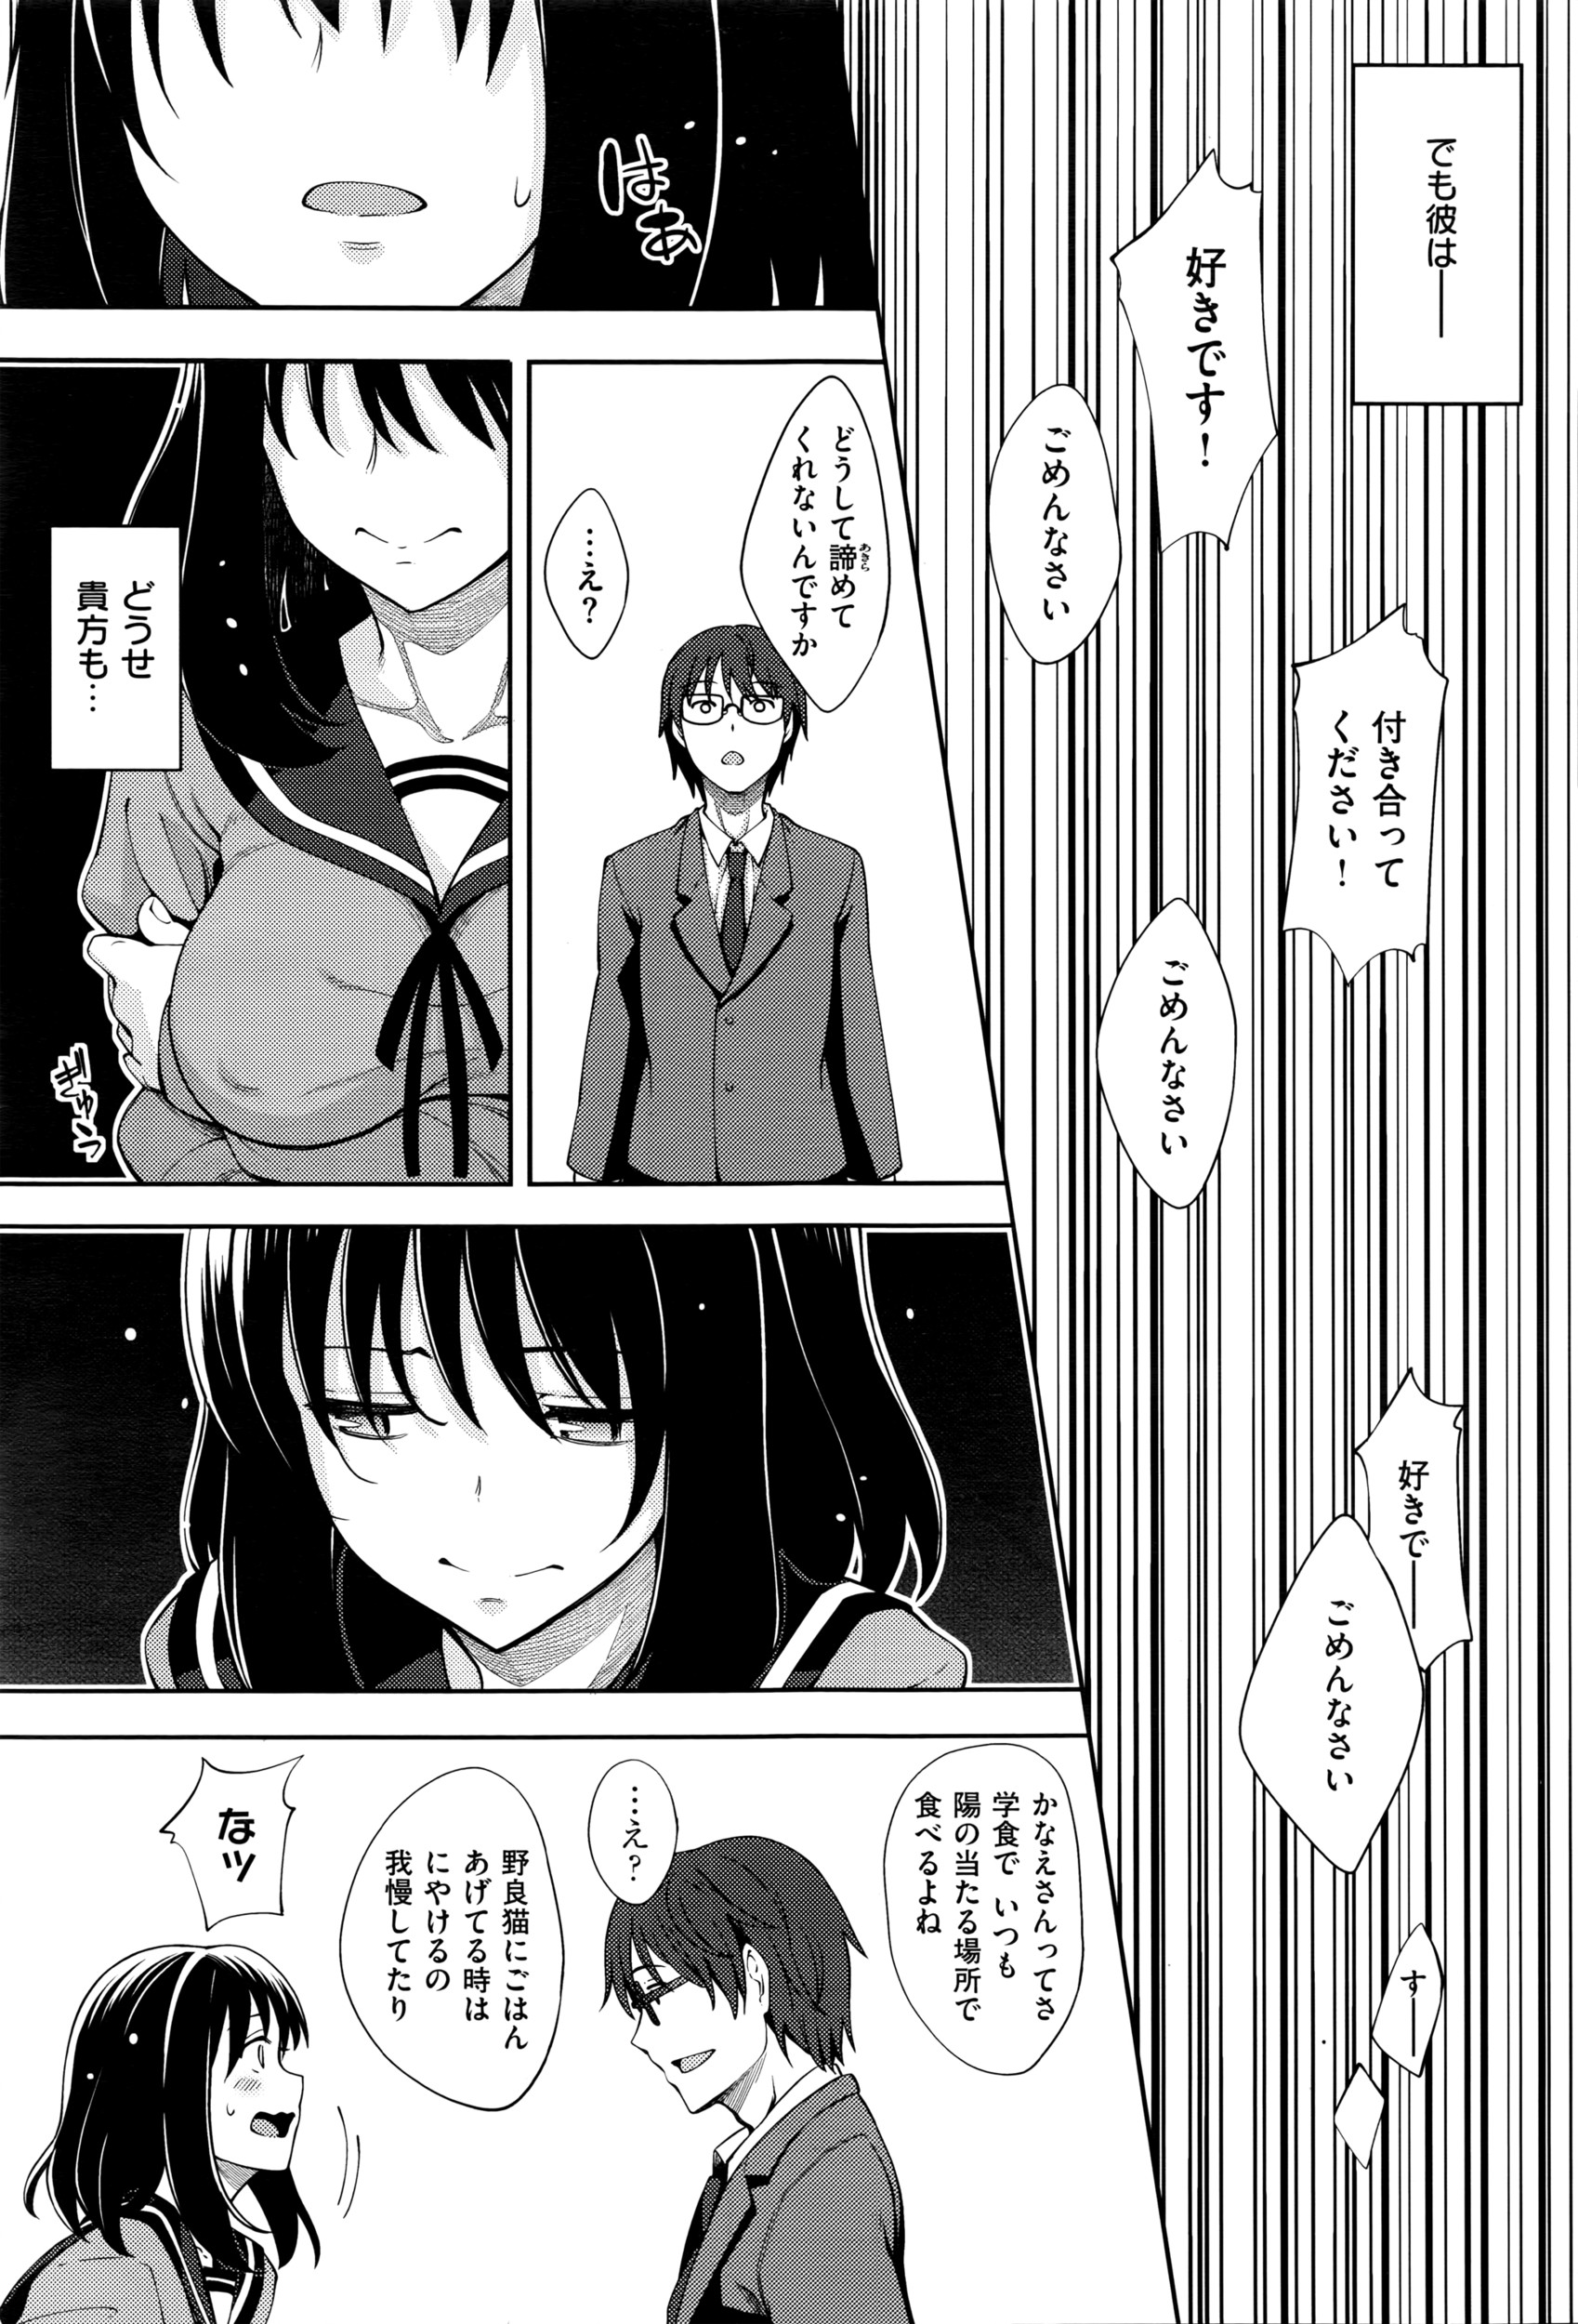 でも彼は―
好きです！
ごめんなさい
付き合って
ください！
ごめんなさい
好きで―
ごめんなさい
す―
はぁ
どうして諦めて
あきら
くれないんですか
…え？
どうせ
貴方も…
ぎゅぅ
かなえさんってさ
学食で いつも
陽の当たる場所で
食べるよね
…え？
野良猫にごはん
あげてる時は
にやけるの
我慢してたり
なッ